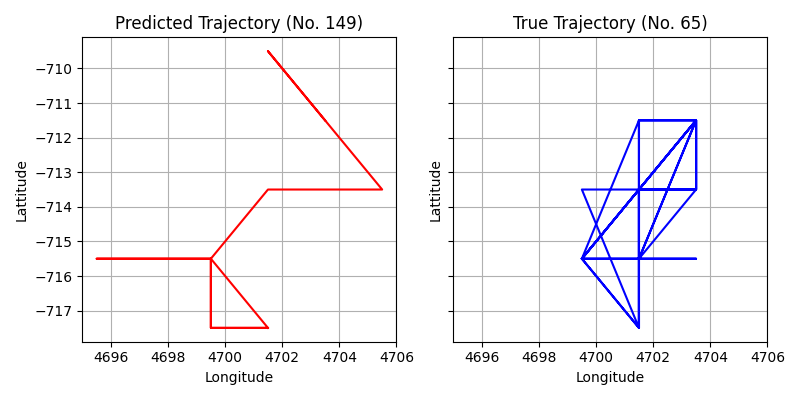 Predicted Trajectory (No. 149)
True Trajectory (No. 65)
−710
−711
−712
−713
−714
−715
−716
−717
Lattitude
Lattitude
4696 4698 4700 4702 4704 4706
4696 4698 4700 4702 4704 4706
Longitude
Longitude